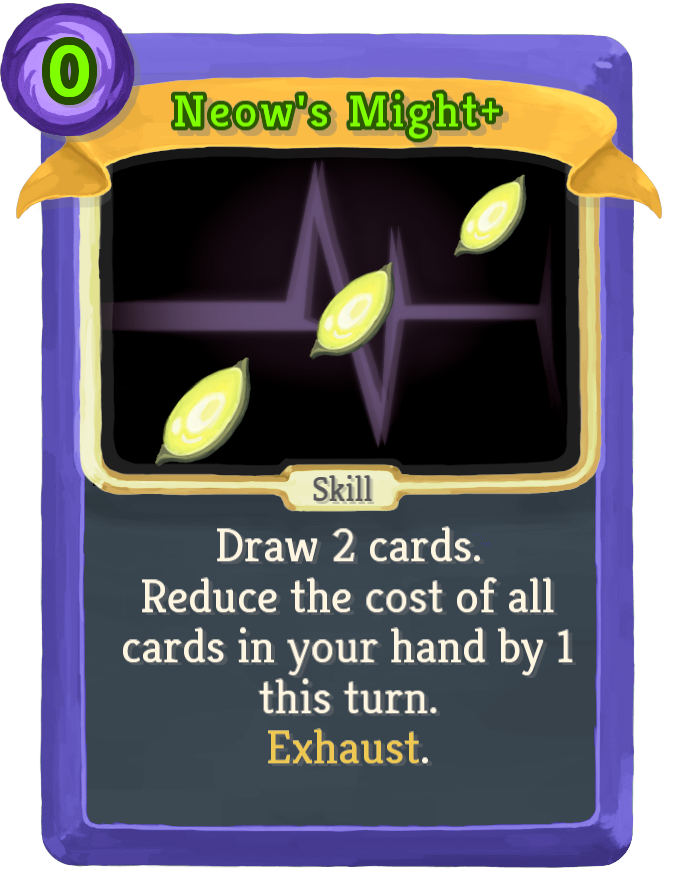 0
Neow's Might+
Skill
Draw 2 cards.
Reduce the cost of all
cards in your hand by 1
this turn.
Exhaust.